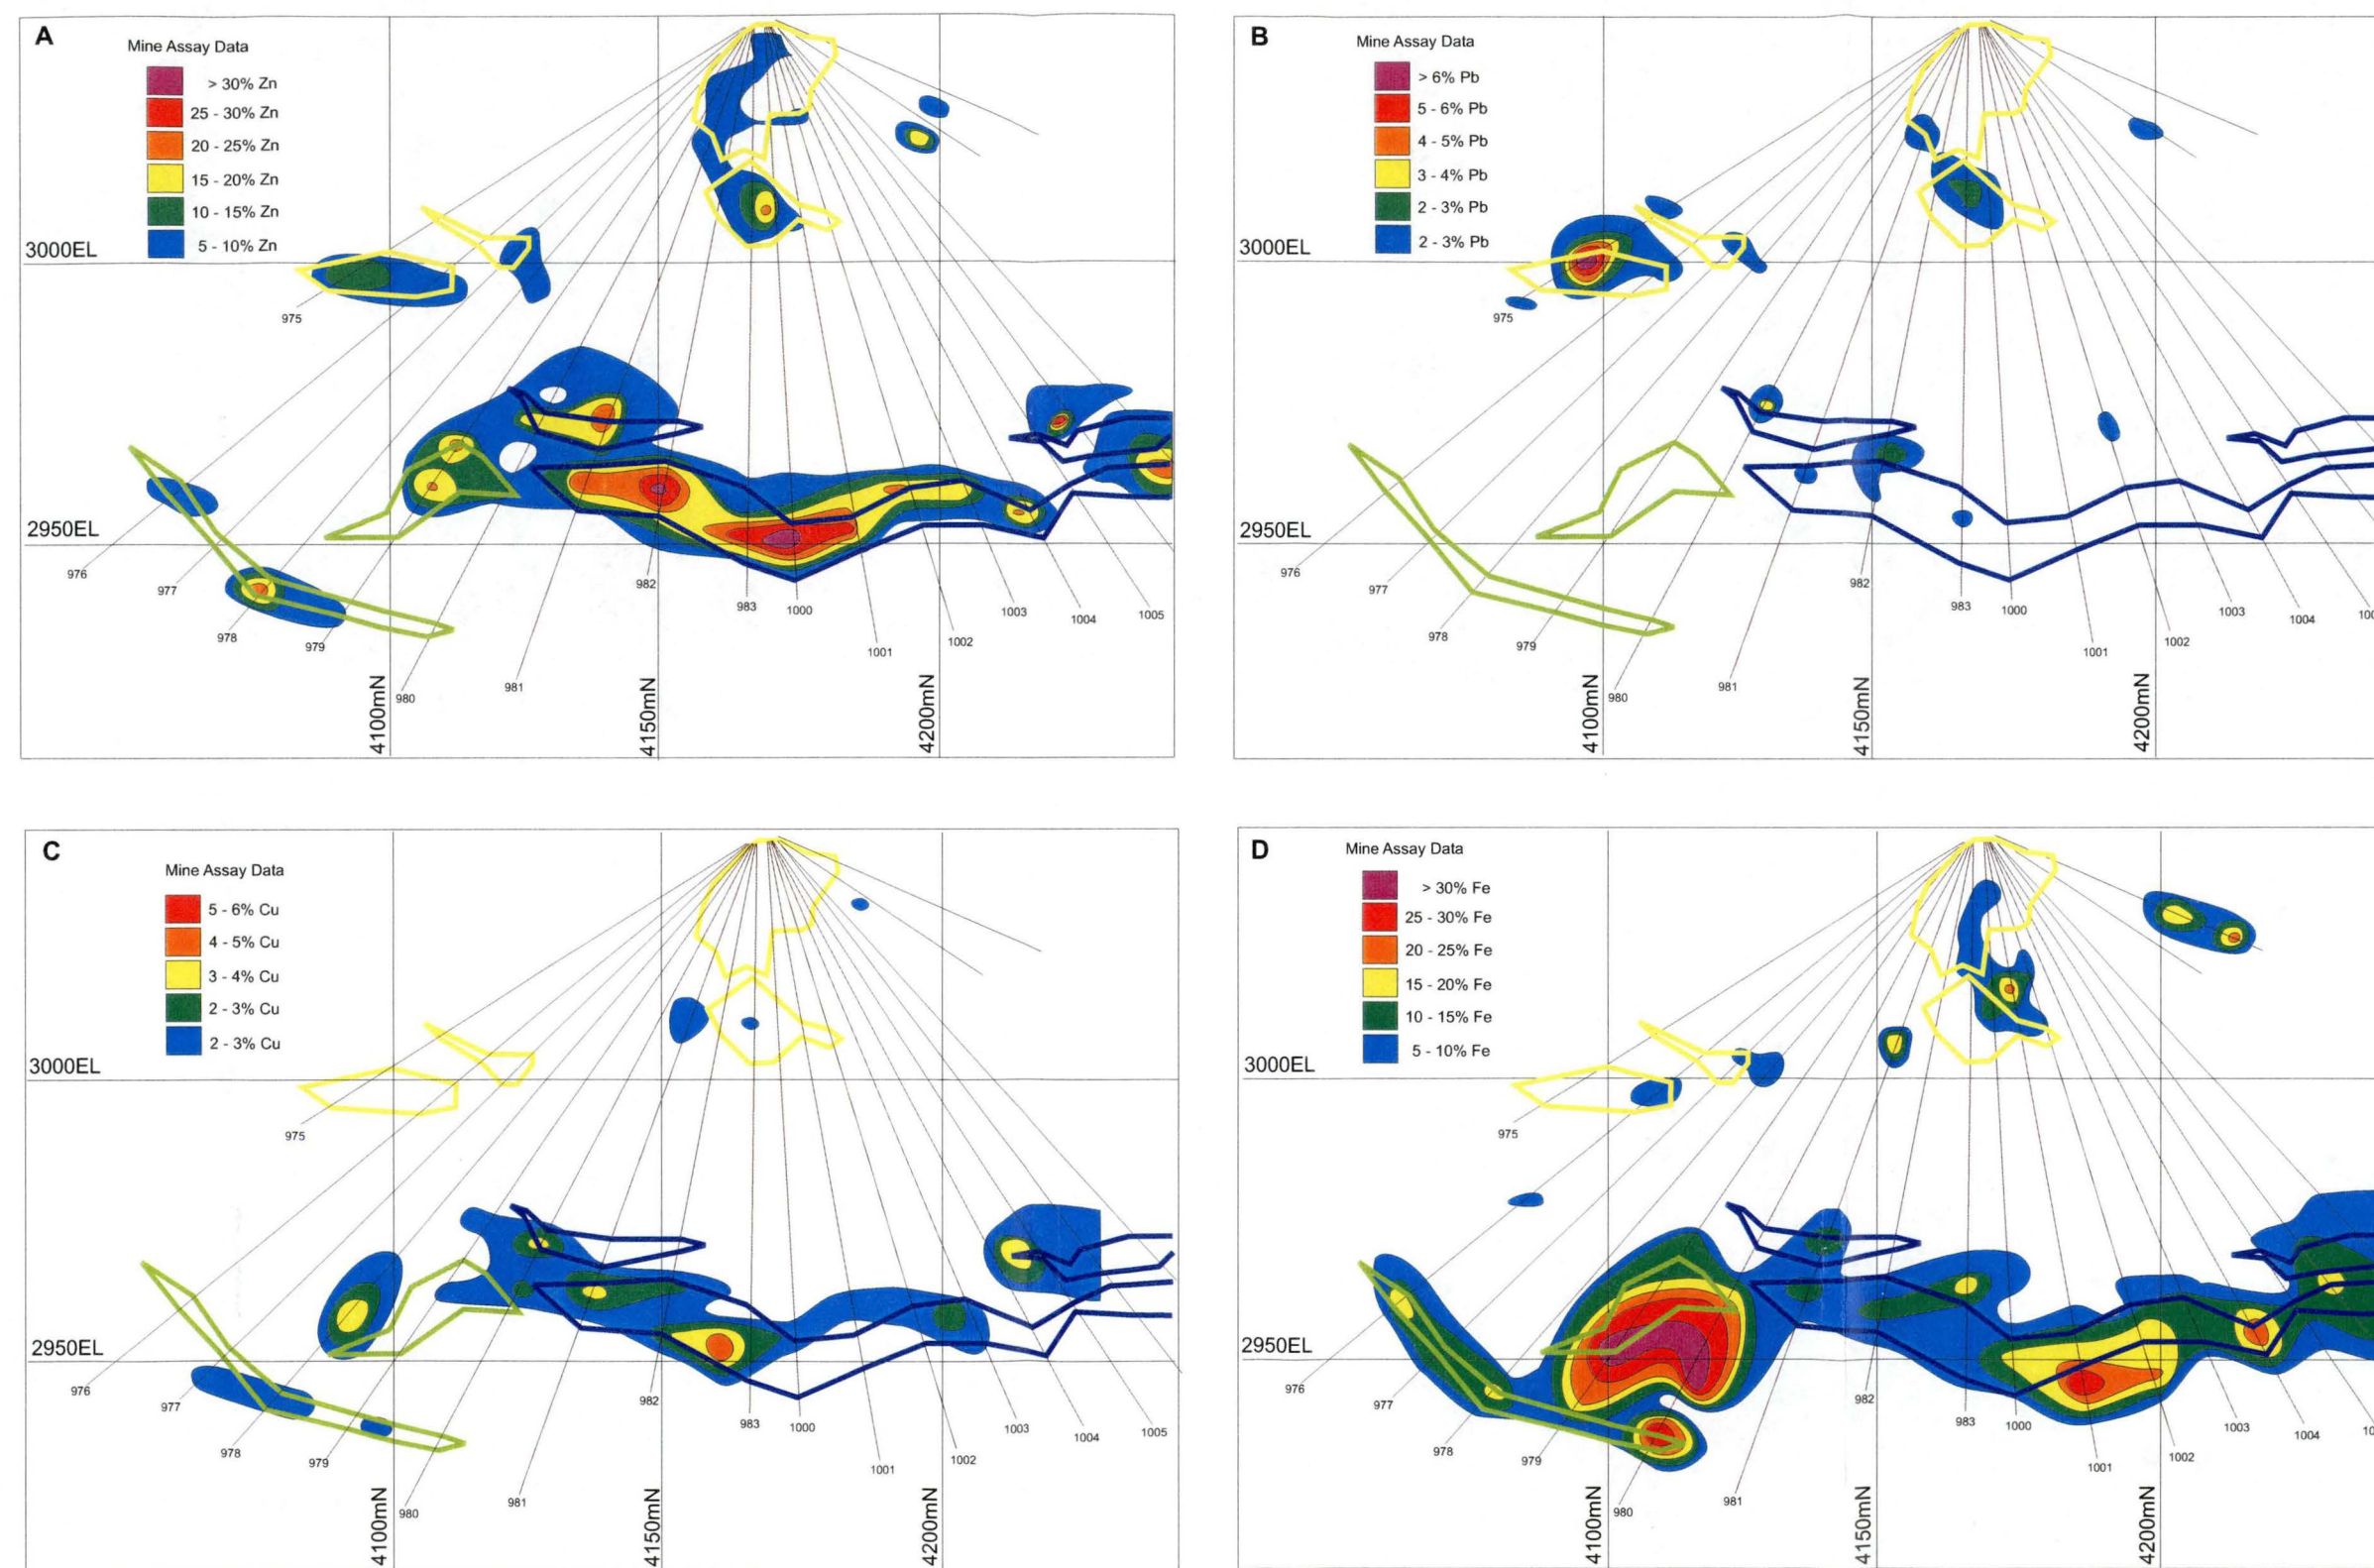 A
Mine Assay Data
> 30% Zn
25 - 30% Zn
20 - 25% Zn
15 - 20% Zn
10 - 15% Zn
5 - 10% Zn
3000EL
975
2950EL
976
977
978
979
980
981
982
983
1000
1001
1002
1003
1004
1005
4100mN
4150mN
4200mN
B
Mine Assay Data
> 6% Pb
5 - 6% Pb
4 - 5% Pb
3 - 4% Pb
2 - 3% Pb
2 - 3% Pb
3000EL
975
2950EL
976
977
978
979
980
981
982
983
1000
1001
1002
1003
1004
100
4100mN
4150mN
4200mN
C
Mine Assay Data
5 - 6% Cu
4 - 5% Cu
3 - 4% Cu
2 - 3% Cu
2 - 3% Cu
3000EL
975
2950EL
976
977
978
979
980
981
982
983
1000
1001
1002
1003
1004
1005
4100mN
4150mN
4200mN
D
Mine Assay Data
> 30% Fe
25 - 30% Fe
20 - 25% Fe
15 - 20% Fe
10 - 15% Fe
5 - 10% Fe
3000EL
975
2950EL
976
977
978
979
980
981
982
983
1000
1001
1002
1003
1004
10
4100mN
4150mN
4200mN